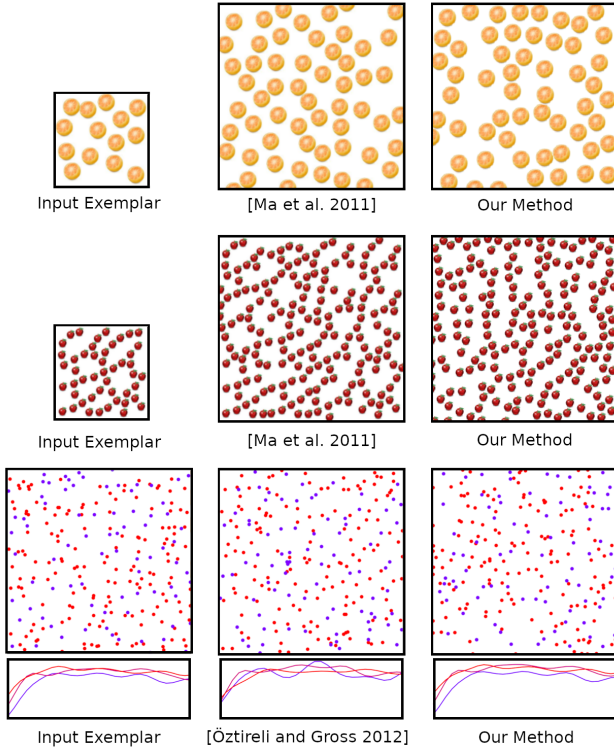 Input Exemplar
[Ma et al. 2011]
Our Method
Input Exemplar
[Ma et al. 2011]
Our Method
Input Exemplar
[Öztireli and Gross 2012]
Our Method